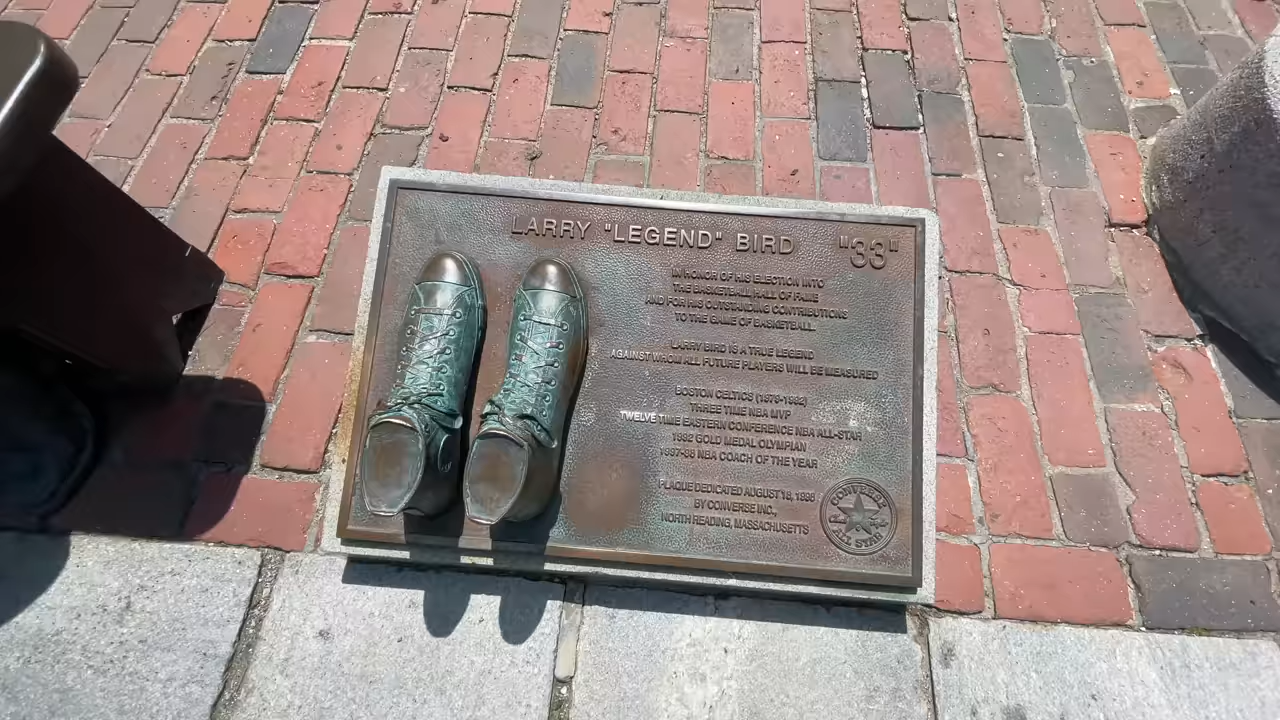 LARRY "LEGEND" BIRD "33"
IN HONOR OF HIS ELECTION INTO
THE BASKETBALL HALL OF FAME
AND FOR HIS OUTSTANDING CONTRIBUTIONS
TO THE GAME OF BASKETBALL.
LARRY BIRD IS A TRUE LEGEND
AGAINST WHOM ALL FUTURE PLAYERS WILL BE MEASURED
BOSTON CELTICS (1979-1992)
THREE TIME NBA MVP
TWELVE TIME EASTERN CONFERENCE NBA ALL-STAR
1992 GOLD MEDAL OLYMPIAN
1997-98 NBA COACH OF THE YEAR
PLAQUE DEDICATED AUGUST 18, 1998
BY CONVERSE INC.,
NORTH READING, MASSACHUSETTS
CONVERSE
ALL STAR